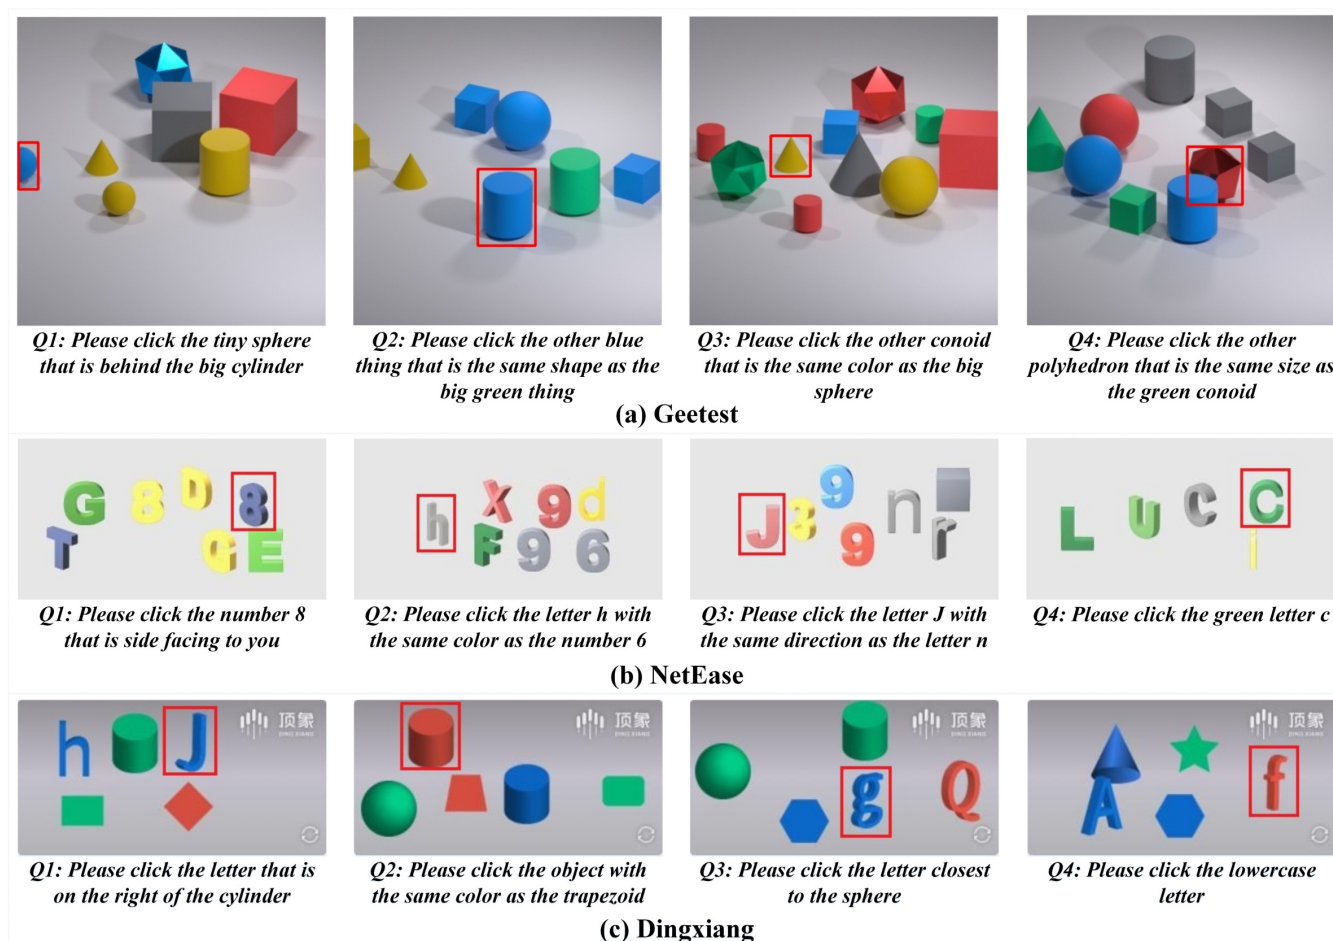 Q1: Please click the tiny sphere
that is behind the big cylinder
Q2: Please click the other blue
thing that is the same shape as the
big green thing
Q3: Please click the other conoid
that is the same color as the big
sphere
Q4: Please click the other
polyhedron that is the same size as
the green conoid
(a) Geetest
G 8 D 8
T G E
h X 9 d
F 9 6
J 3 9 9 n r
L U C C i
Q1: Please click the number 8
that is side facing to you
Q2: Please click the letter h with
the same color as the number 6
Q3: Please click the letter J with
the same direction as the letter n
Q4: Please click the green letter c
(b) NetEase
h J 顶象
DINGXIANG
顶象
DINGXIANG
顶象
DINGXIANG
g Q
顶象
DINGXIANG
A f
Q1: Please click the letter that is
on the right of the cylinder
Q2: Please click the object with
the same color as the trapezoid
Q3: Please click the letter closest
to the sphere
Q4: Please click the lowercase
letter
(c) Dingxiang